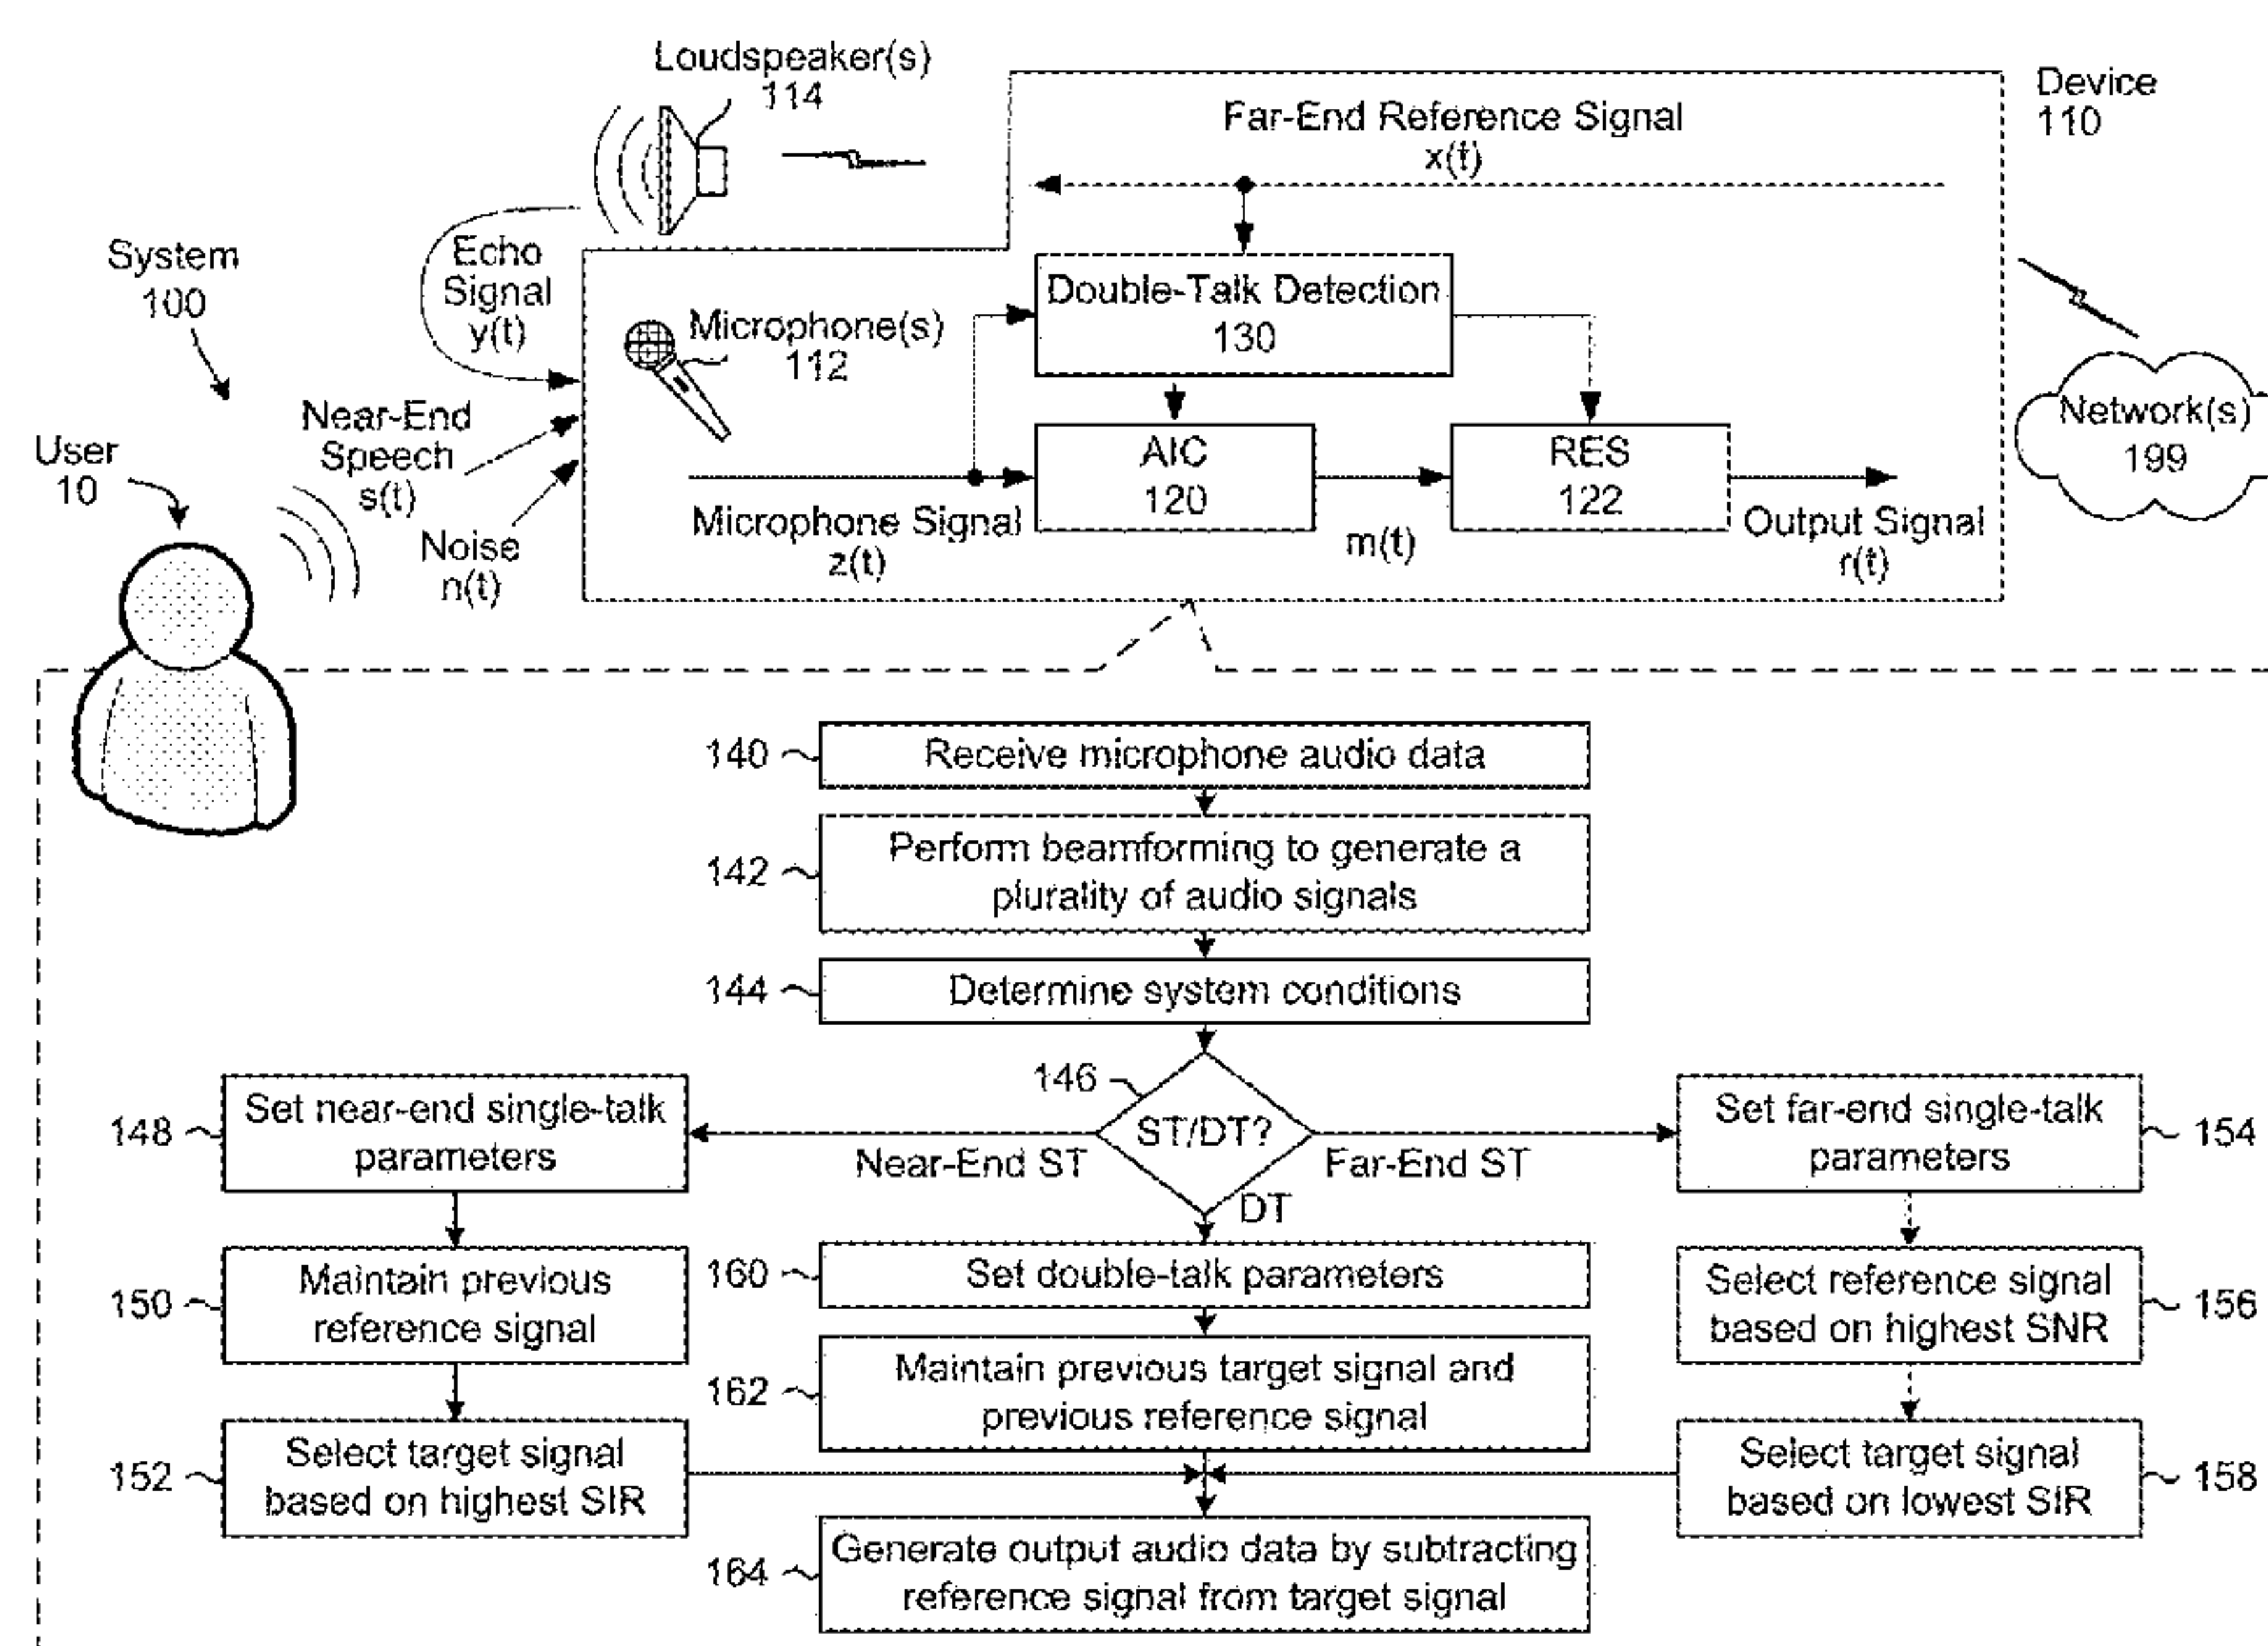 Loudspeaker(s)
114
Device
110
Far-End Reference Signal
x(t)
System
100
Echo
Signal
y(t)
Microphone(s)
112
Double-Talk Detection
130
Near-End
Speech
s(t)
User
10
Noise
n(t)
Microphone Signal
z(t)
AIC
120
m(t)
RES
122
Output Signal
r(t)
Network(s)
199
140
Receive microphone audio data
142
Perform beamforming to generate a
plurality of audio signals
144
Determine system conditions
146
ST/DT?
Near-End ST
Far-End ST
DT
148
Set near-end single-talk
parameters
150
Maintain previous
reference signal
152
Select target signal
based on highest SIR
160
Set double-talk parameters
162
Maintain previous target signal and
previous reference signal
Set far-end single-talk
parameters
154
Select reference signal
based on highest SNR
156
Select target signal
based on lowest SIR
158
164
Generate output audio data by subtracting
reference signal from target signal